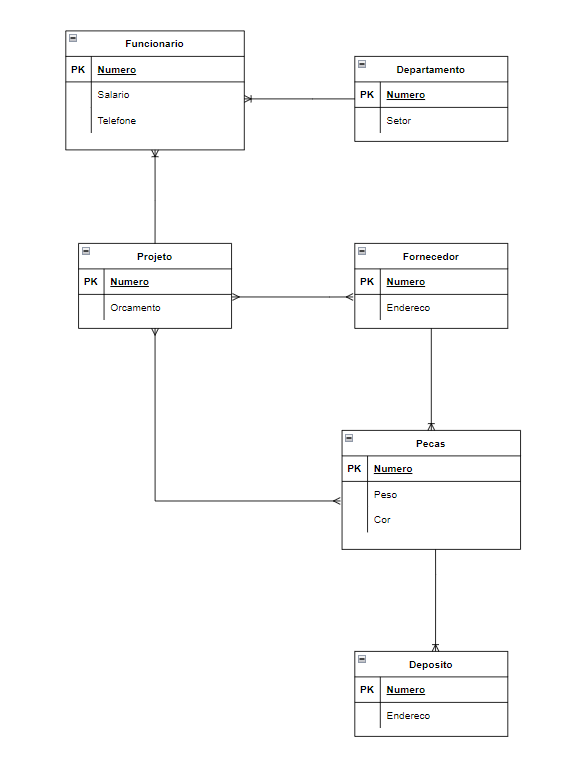 Funcionario
PK Numero
Salario
Telefone
Departamento
PK Numero
Setor
Projeto
PK Numero
Orcamento
Fornecedor
PK Numero
Endereco
Pecas
PK Numero
Peso
Cor
Deposito
PK Numero
Endereco